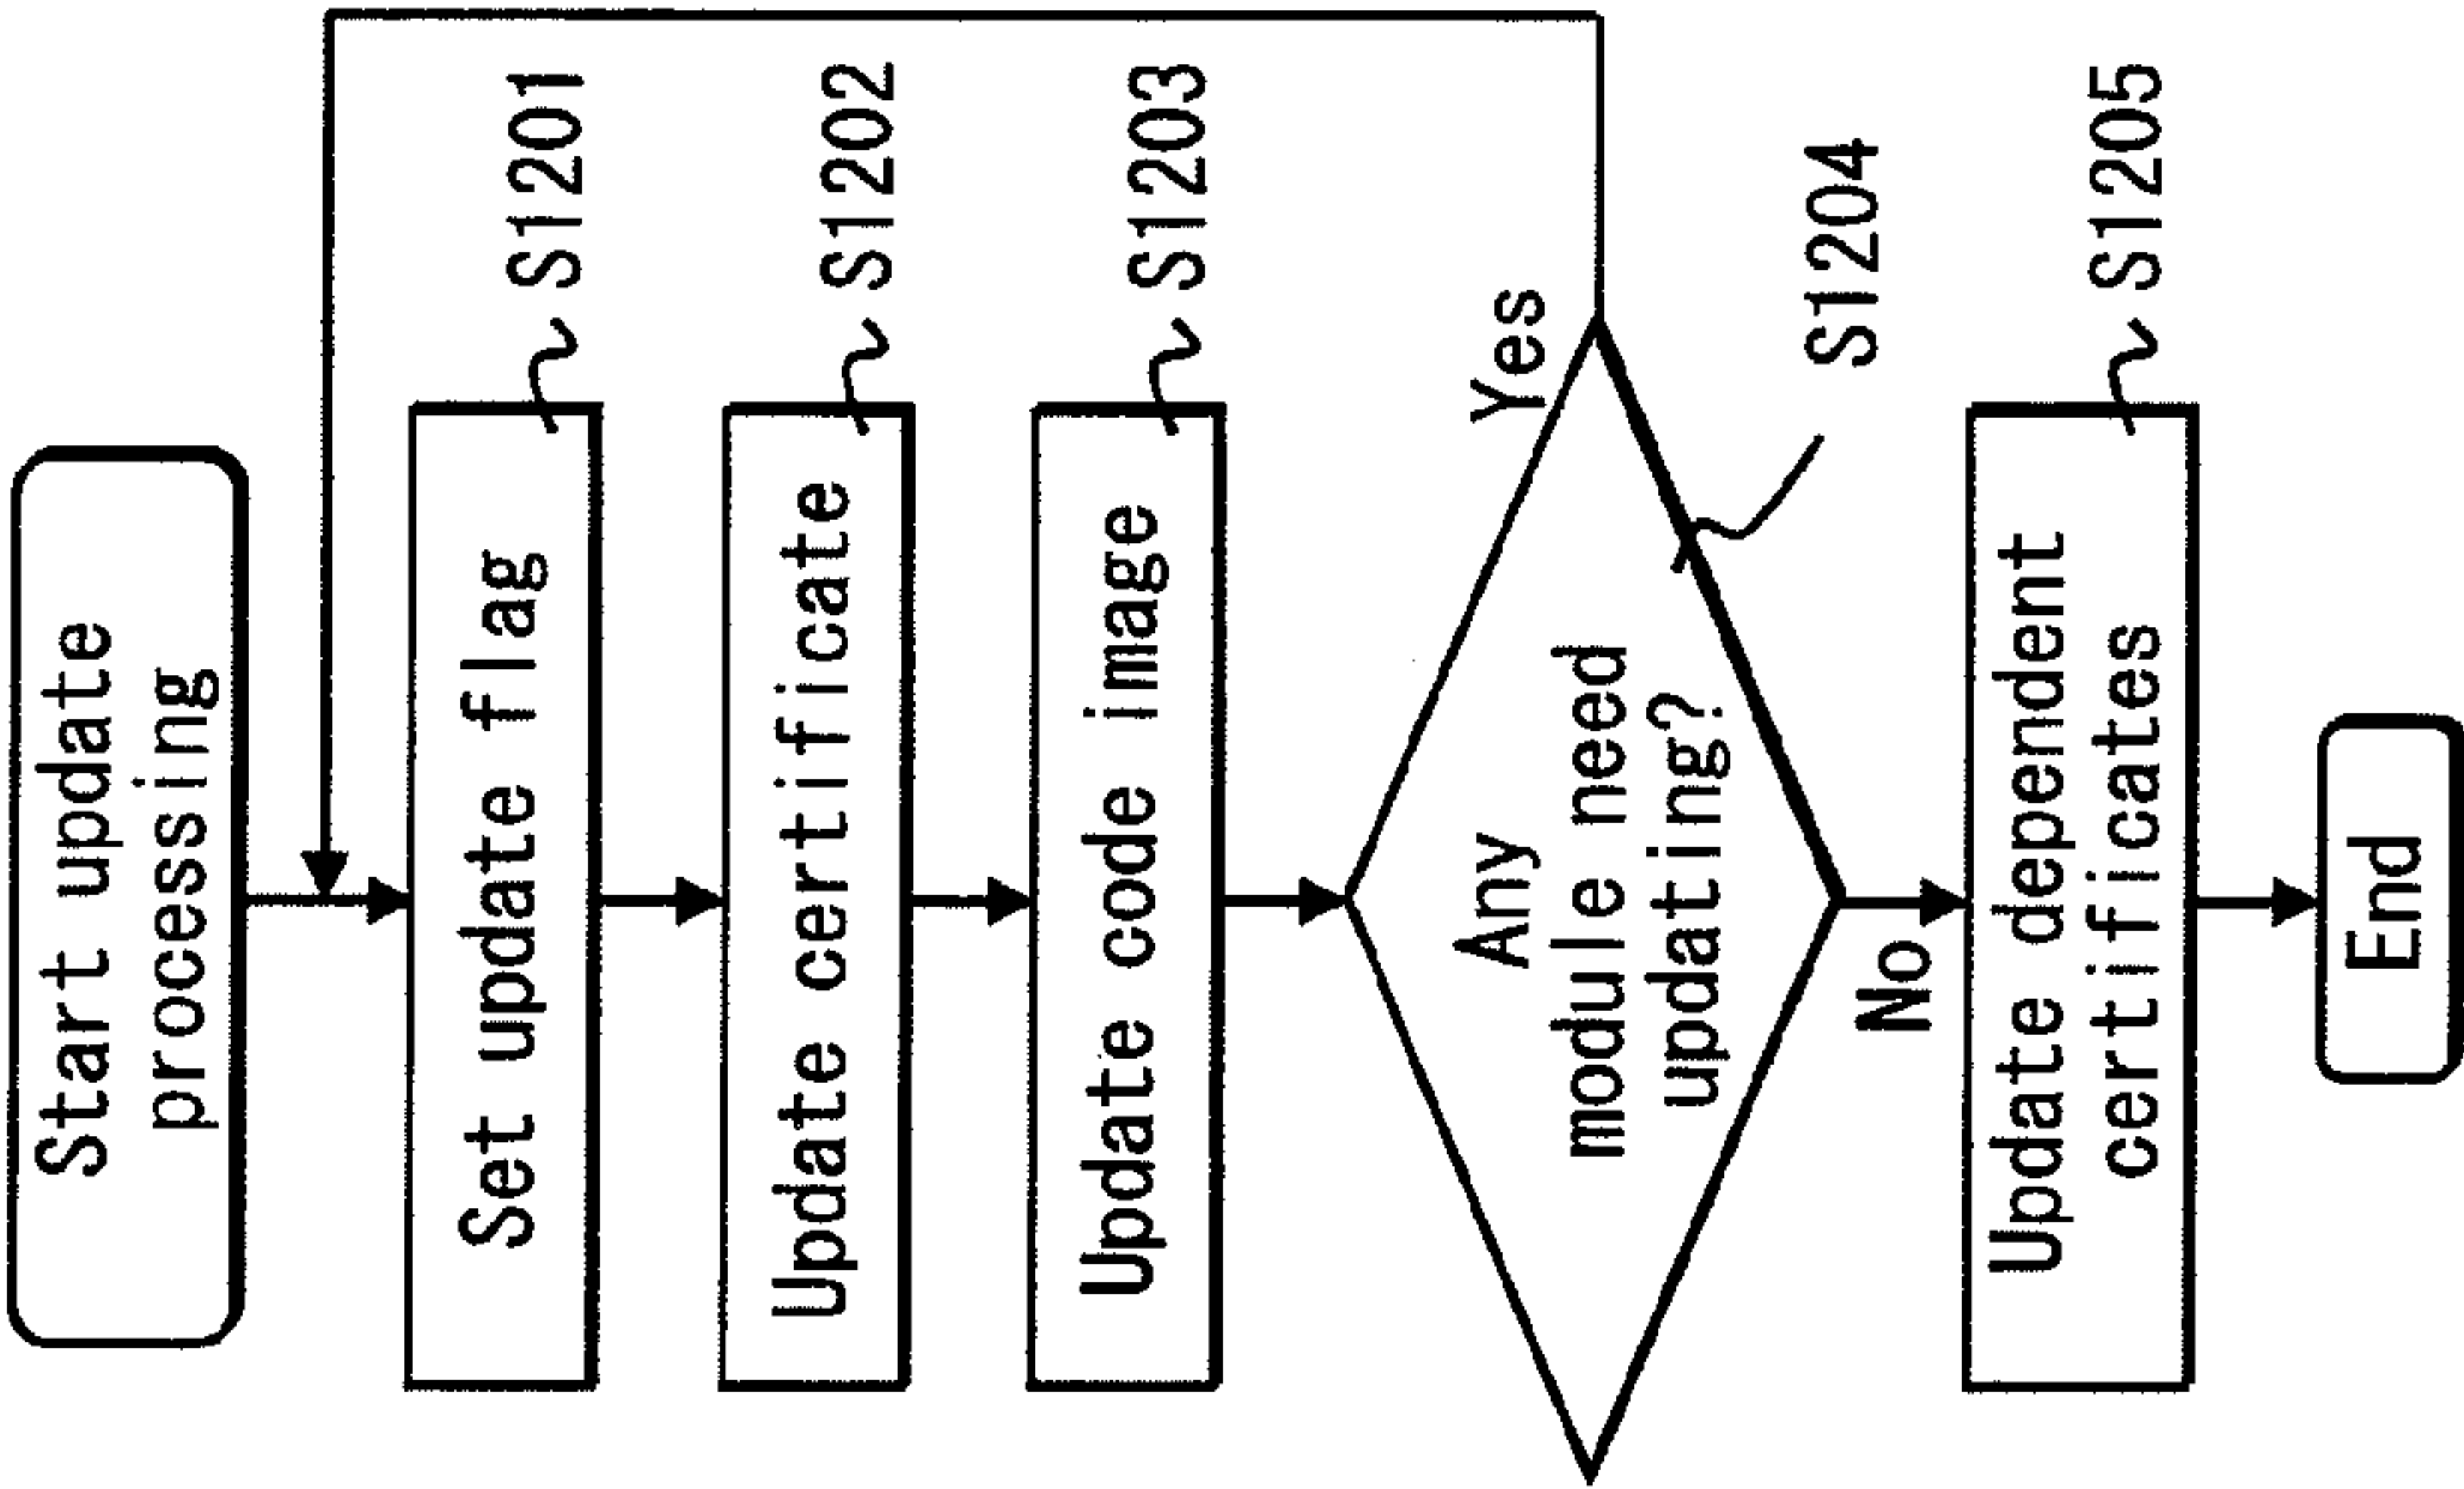 Start update
processing
Set update flag
S1201
Update certificate
S1202
Update code image
S1203
Any
module need
updating?
Yes
S1204
No
Update dependent
certificates
S1205
End